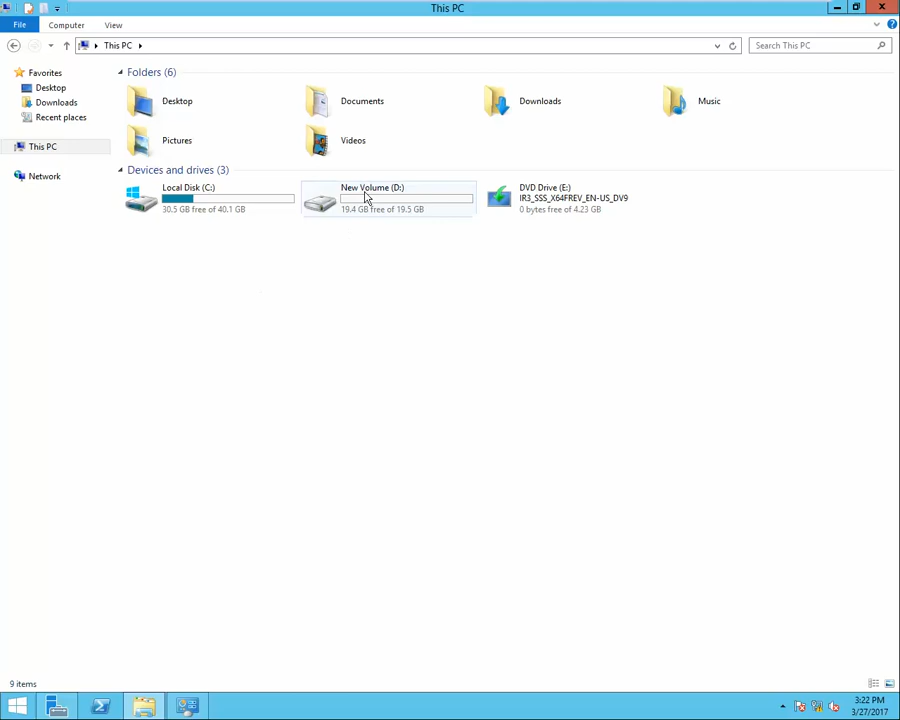 This PC
File Computer View
This PC
Search This PC
Favorites
Desktop
Downloads
Recent places
This PC
Network
Folders (6)
Desktop Documents Downloads Music
Pictures Videos
Devices and drives (3)
Local Disk (C:)
30.5 GB free of 40.1 GB
New Volume (D:)
19.4 GB free of 19.5 GB
DVD Drive (E:)
IR3_SSS_X64FREV_EN-US_DV9
0 bytes free of 4.23 GB
9 items
3:22 PM
3/27/2017